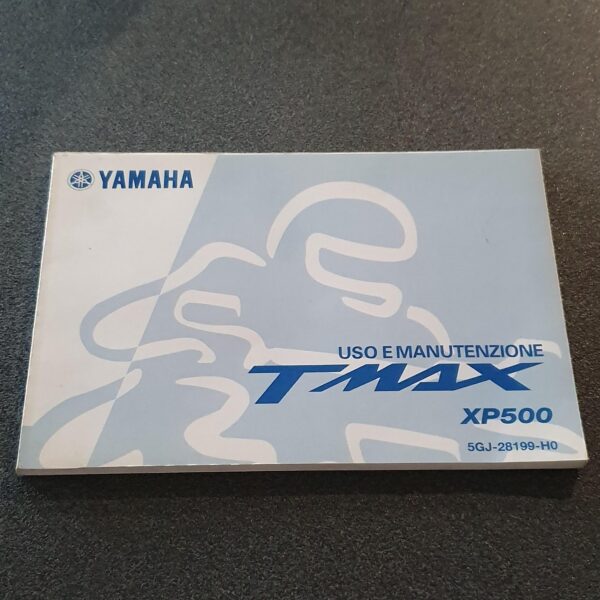 YAMAHA
USO E MANUTENZIONE
TMAX
XP500
5GJ-28199-H0